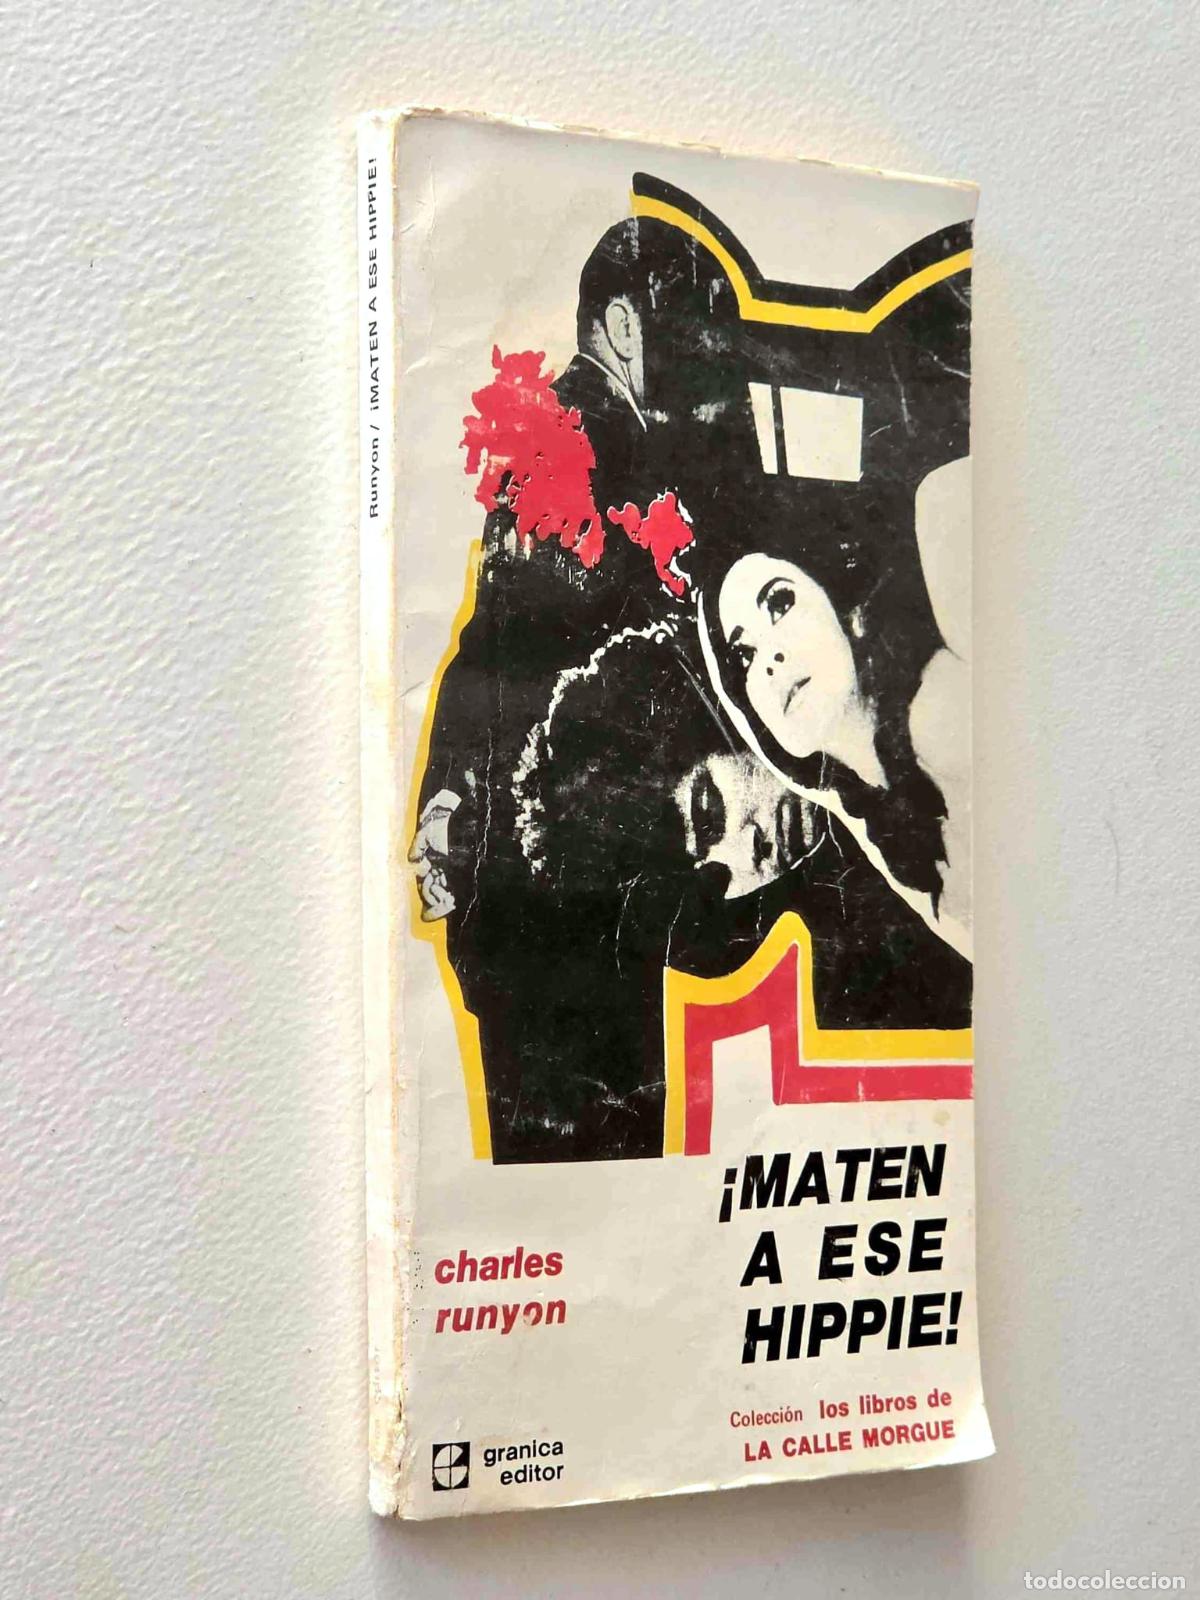 Runyon / ¡MATEN A ESE HIPPIE!
¡MATEN
A ESE
HIPPIE!
charles
runyon
Colección los libros de
LA CALLE MORGUE
granica
editor
todocoleccion